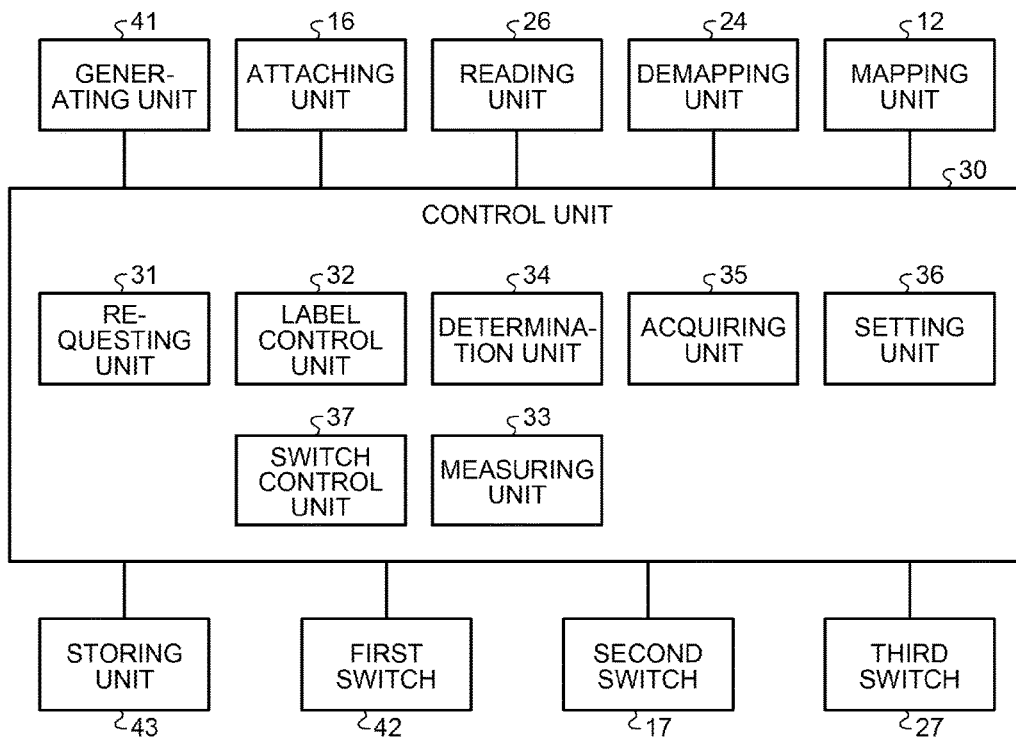 41
16
26
24
12
GENER-
ATING UNIT
ATTACHING
UNIT
READING
UNIT
DEMAPPING
UNIT
MAPPING
UNIT
30
CONTROL UNIT
31
32
34
35
36
RE-
QUESTING
UNIT
LABEL
CONTROL
UNIT
DETERMINA-
TION UNIT
ACQUIRING
UNIT
SETTING
UNIT
37
33
SWITCH
CONTROL
UNIT
MEASURING
UNIT
STORING
UNIT
FIRST
SWITCH
SECOND
SWITCH
THIRD
SWITCH
43
42
17
27